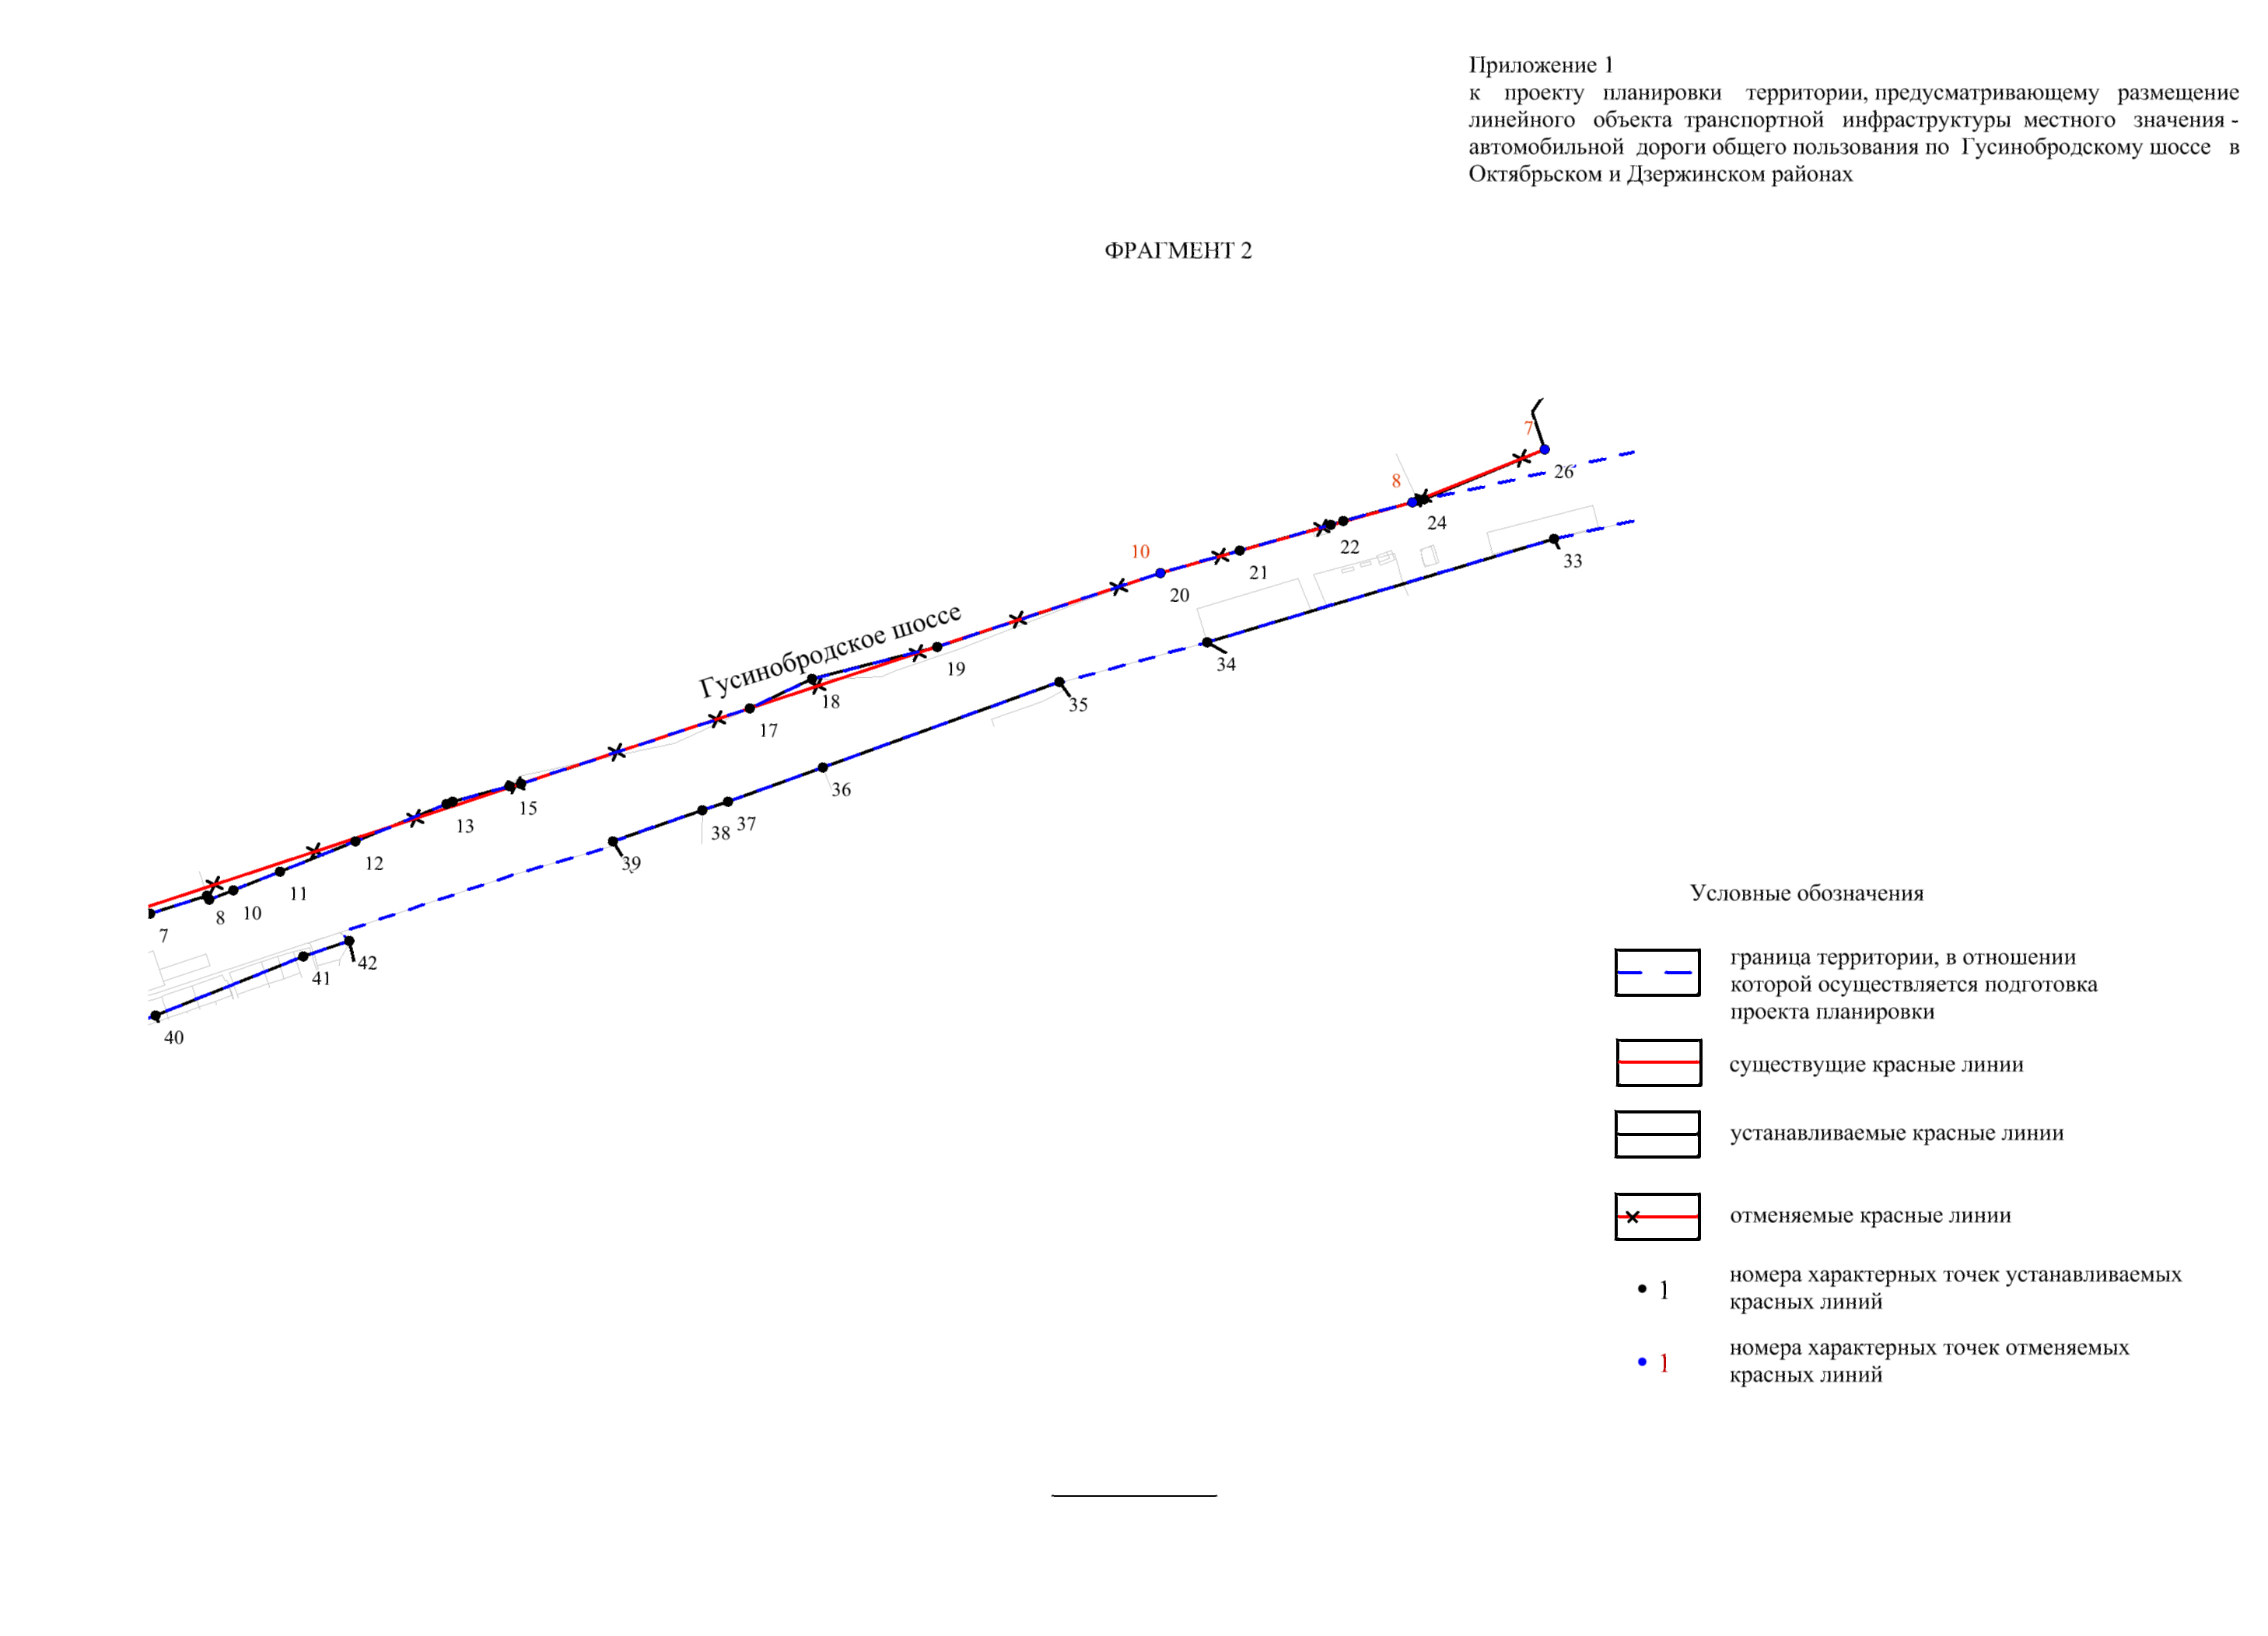 Приложение 1
к проекту планировки территории, предусматривающему размещение
линейного объекта транспортной инфраструктуры местного значения -
автомобильной дороги общего пользования по Гусинобродскому шоссе в
Октябрьском и Дзержинском районах
ФРАГМЕНТ 2
7
26
8
24
10
22
33
21
20
Гусинобродское шоссе
19
34
18
35
17
36
15
13
38 37
12
39
11
8 10
7
42
41
40
Условные обозначения
граница территории, в отношении
которой осуществляется подготовка
проекта планировки
существущие красные линии
устанавливаемые красные линии
отменяемые красные линии
1 номера характерных точек устанавливаемых
красных линий
1 номера характерных точек отменяемых
красных линий